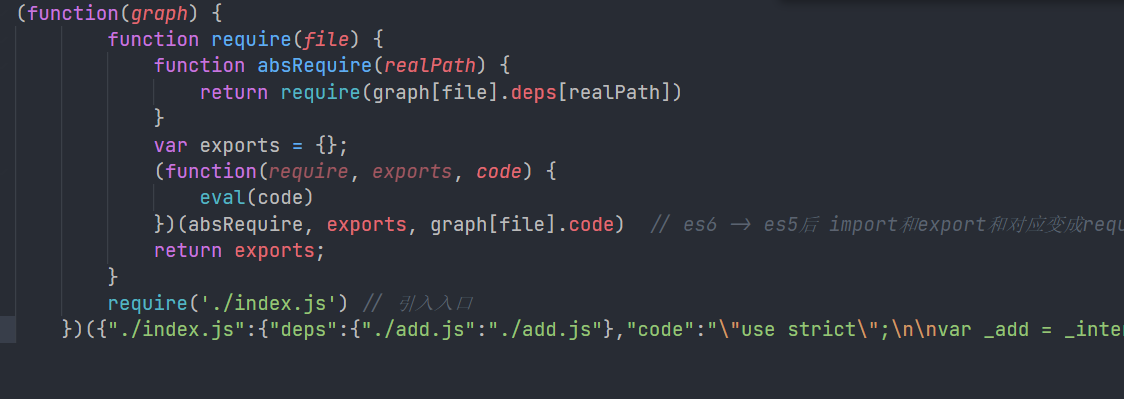 (function(graph) {
function require(file) {
function absRequire(realPath) {
return require(graph[file].deps[realPath])
}
var exports = {};
(function(require, exports, code) {
eval(code)
})(absRequire, exports, graph[file].code)  // es6 -> es5后 import和export和对应变成requ
return exports;
}
require('./index.js') // 引入入口
})({"./index.js":{"deps":{"./add.js":"./add.js"},"code":"\"use strict\";\n\nvar _add = _inter